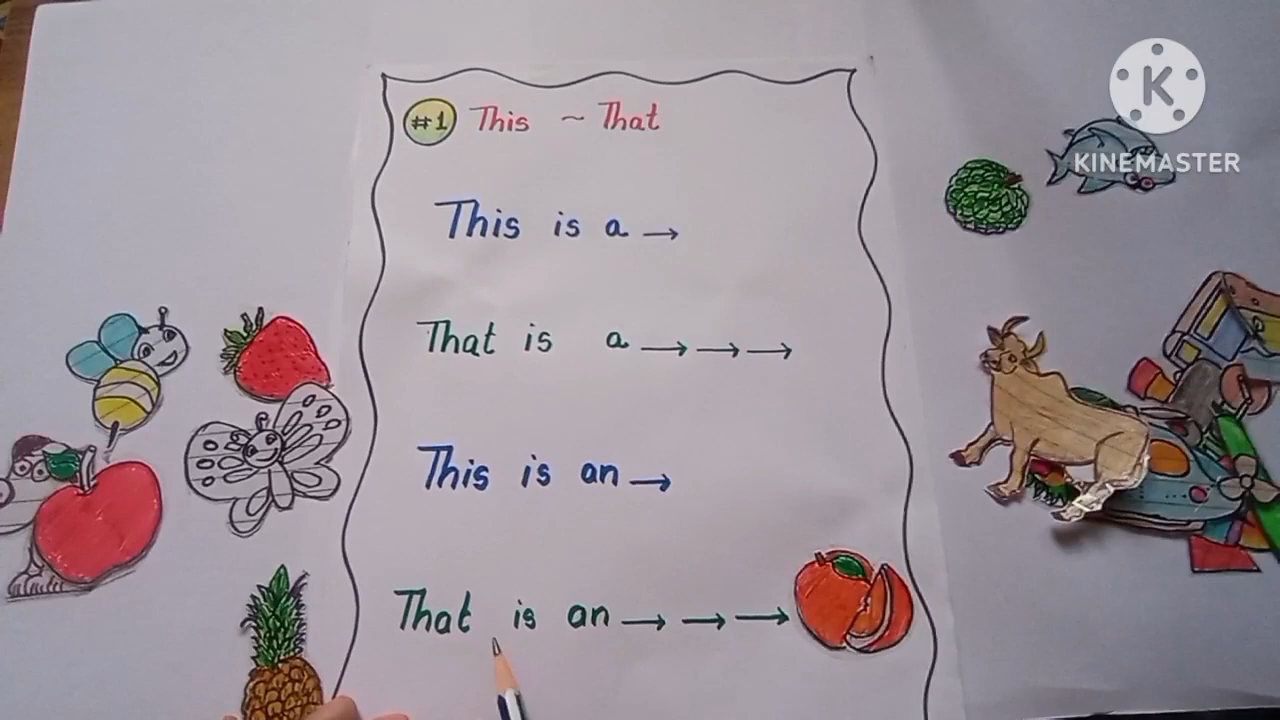 #1 This ~ That
This is a →
That is a → → →
This is an →
That is an → → →
K
KINEMASTER